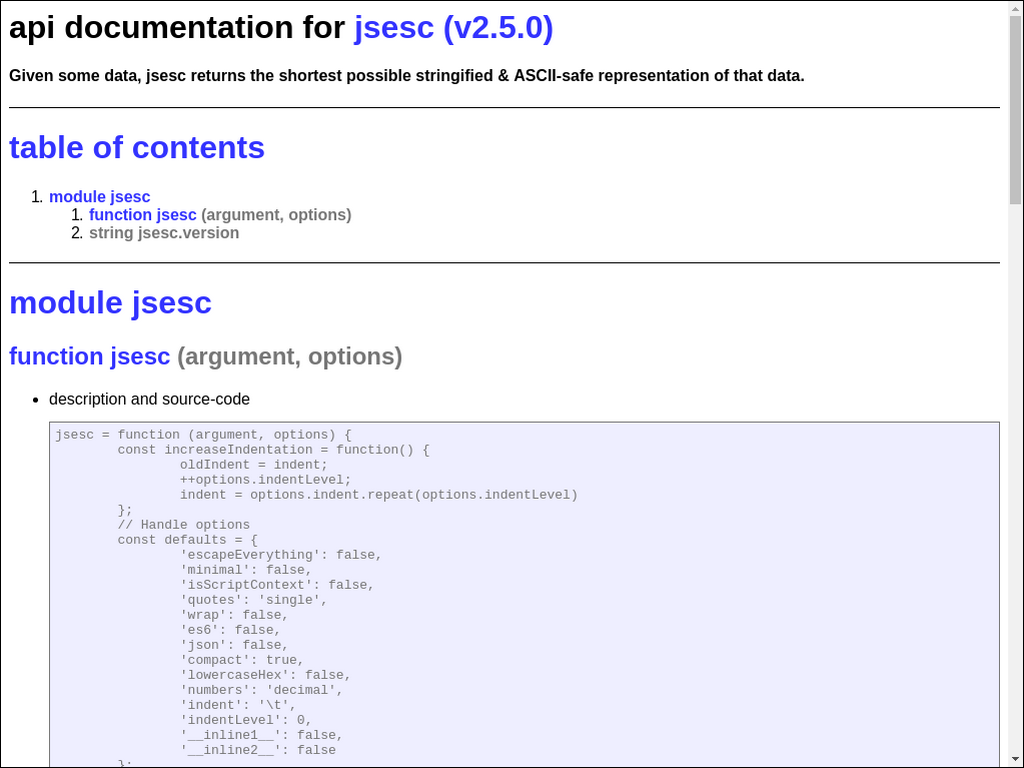 api documentation for jsesc (v2.5.0)
Given some data, jsesc returns the shortest possible stringified & ASCII-safe representation of that data.
table of contents
1. module jsesc
1. function jsesc (argument, options)
2. string jsesc.version
module jsesc
function jsesc (argument, options)
• description and source-code
jsesc = function (argument, options) {
        const increaseIndentation = function() {
                oldIndent = indent;
                ++options.indentLevel;
                indent = options.indent.repeat(options.indentLevel)
        };
        // Handle options
        const defaults = {
                'escapeEverything': false,
                'minimal': false,
                'isScriptContext': false,
                'quotes': 'single',
                'wrap': false,
                'es6': false,
                'json': false,
                'compact': true,
                'lowercaseHex': false,
                'numbers': 'decimal',
                'indent': '\t',
                'indentLevel': 0,
                '__inline1__': false,
                '__inline2__': false
        };